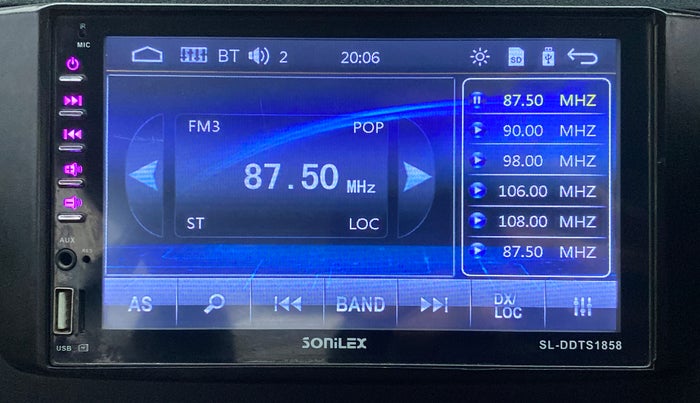 IR
MIC
BT 2 20:06 SD
FM3 POP
87.50 MHz
ST LOC
87.50 MHZ
90.00 MHZ
98.00 MHZ
106.00 MHZ
108.00 MHZ
87.50 MHZ
AS BAND DX/
LOC
AUX
RES
USB
SONiLEX SL-DDTS1858